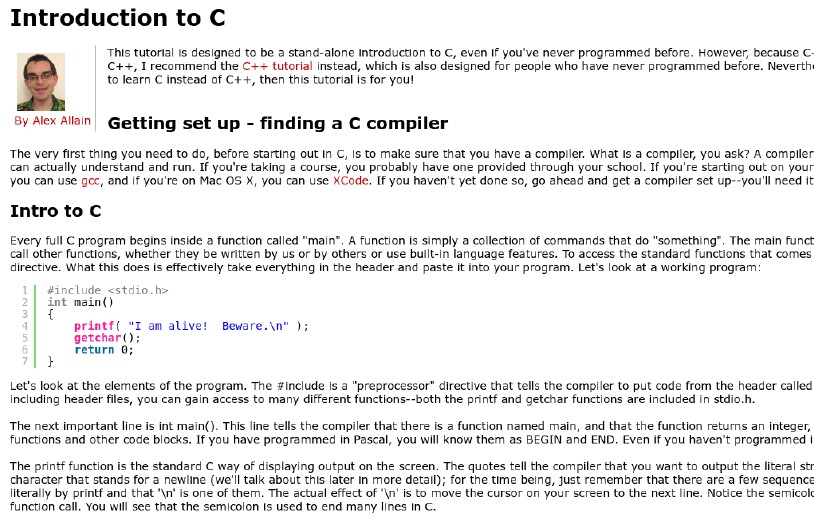 Introduction to C
This tutorial is designed to be a stand-alone introduction to C, even if you've never programmed before. However, because C-
C++, I recommend the C++ tutorial instead, which is also designed for people who have never programmed before. Neverthe
to learn C instead of C++, then this tutorial is for you!
By Alex Allain
Getting set up - finding a C compiler
The very first thing you need to do, before starting out in C, is to make sure that you have a compiler. What is a compiler, you ask? A compiler
can actually understand and run. If you're taking a course, you probably have one provided through your school. If you're starting out on your
you can use gcc, and if you're on Mac OS X, you can use XCode. If you haven't yet done so, go ahead and get a compiler set up--you'll need it
Intro to C
Every full C program begins inside a function called "main". A function is simply a collection of commands that do "something". The main funct
call other functions, whether they be written by us or by others or use built-in language features. To access the standard functions that comes
directive. What this does is effectively take everything in the header and paste it into your program. Let's look at a working program:
1 #include <stdio.h>
2 int main()
3 {
4     printf( "I am alive!  Beware.\n" );
5     getchar();
6     return 0;
7 }
Let's look at the elements of the program. The #include is a "preprocessor" directive that tells the compiler to put code from the header called
including header files, you can gain access to many different functions--both the printf and getchar functions are included in stdio.h.
The next important line is int main(). This line tells the compiler that there is a function named main, and that the function returns an integer,
functions and other code blocks. If you have programmed in Pascal, you will know them as BEGIN and END. Even if you haven't programmed i
The printf function is the standard C way of displaying output on the screen. The quotes tell the compiler that you want to output the literal str
character that stands for a newline (we'll talk about this later in more detail); for the time being, just remember that there are a few sequence
literally by printf and that '\n' is one of them. The actual effect of '\n' is to move the cursor on your screen to the next line. Notice the semicolo
function call. You will see that the semicolon is used to end many lines in C.